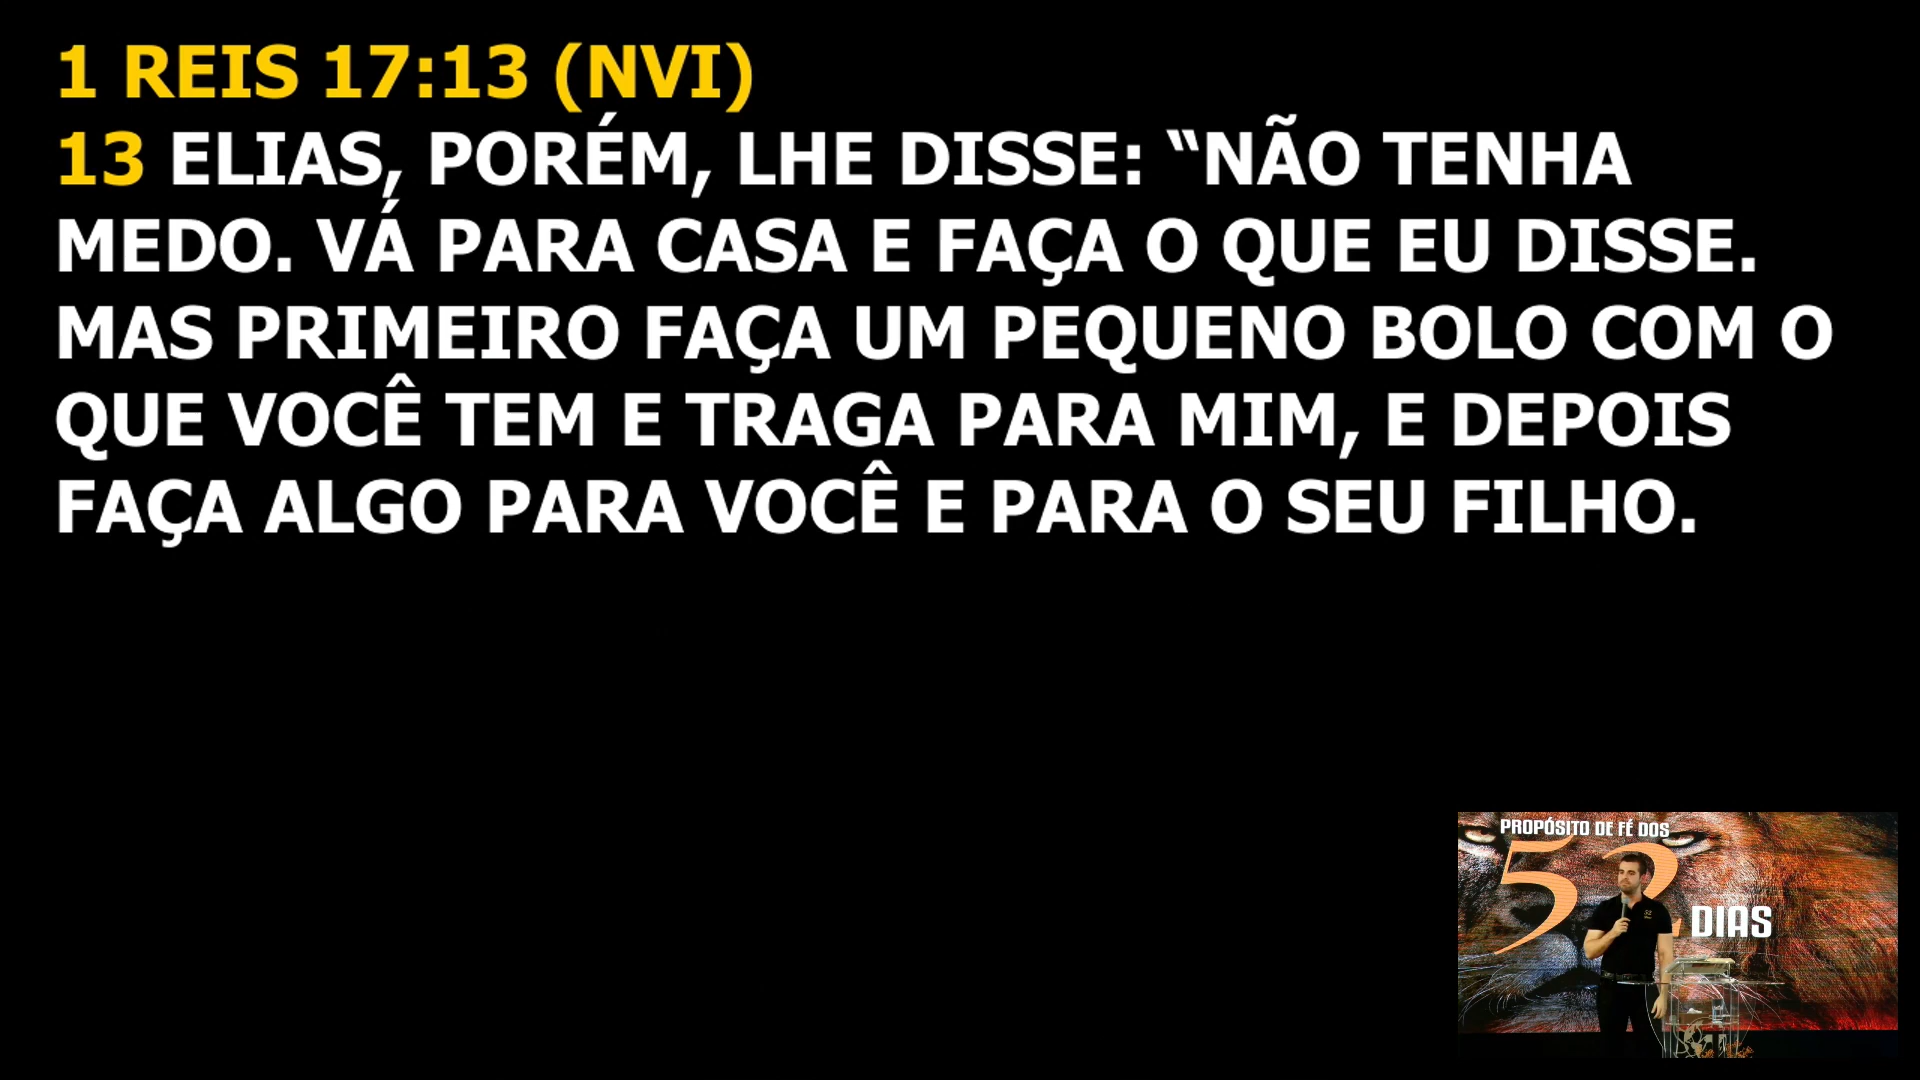 1 REIS 17:13 (NVI)
13 ELIAS, PORÉM, LHE DISSE: “NÃO TENHA
MEDO. VÁ PARA CASA E FAÇA O QUE EU DISSE.
MAS PRIMEIRO FAÇA UM PEQUENO BOLO COM O
QUE VOCÊ TEM E TRAGA PARA MIM, E DEPOIS
FAÇA ALGO PARA VOCÊ E PARA O SEU FILHO.
PROPÓSITO DE FÉ DOS
52
DIAS